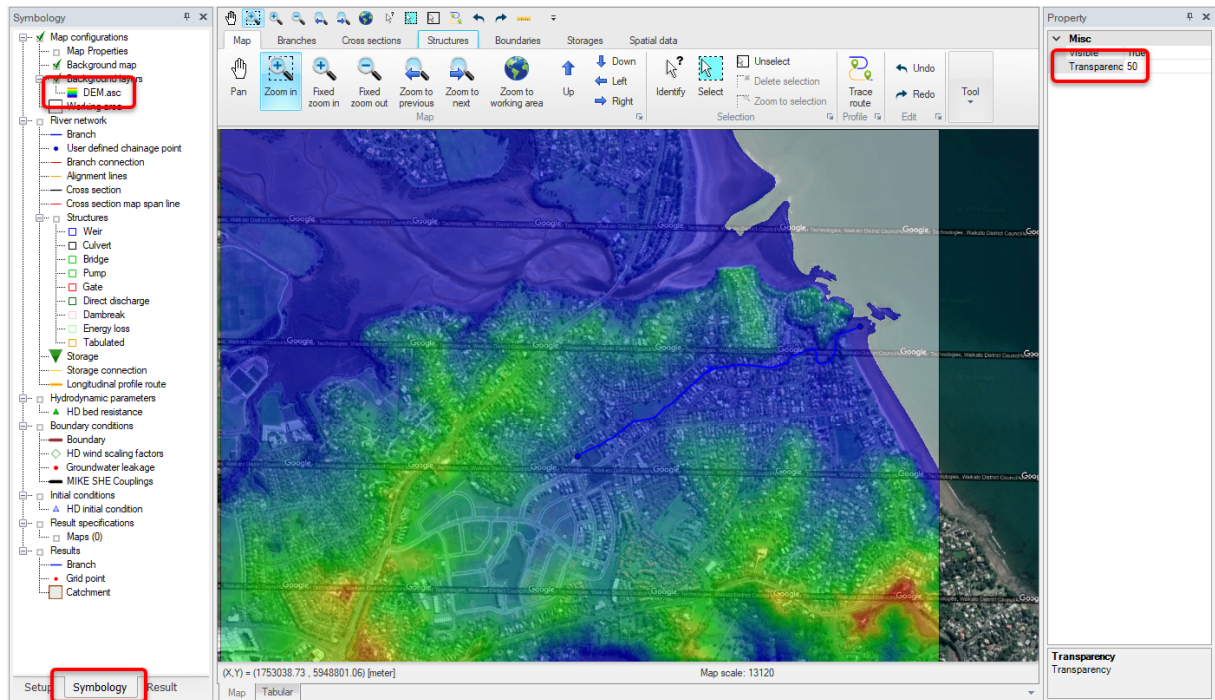 Symbology
Map configurations
Map Properties
Background map
Background layers
DEM.asc
Working area
River network
Branch
User defined chainage point
Branch connection
Alignment lines
Cross section
Cross section map span line
Structures
Weir
Culvert
Bridge
Pump
Gate
Direct discharge
Dambreak
Energy loss
Tabulated
Storage
Storage connection
Longitudinal profile route
Hydrodynamic parameters
HD bed resistance
Boundary conditions
Boundary
HD wind scaling factors
Groundwater leakage
MIKE SHE Couplings
Initial conditions
HD initial condition
Result specifications
Maps (0)
Results
Branch
Grid point
Catchment
Setup Symbology Result
Map Branches Cross sections Structures Boundaries Storages Spatial data
Pan
Zoom in
Fixed zoom in
Fixed zoom out
Zoom to previous
Zoom to next
Zoom to working area
Up
Down
Left
Right
Map
Identify
Select
Unselect
Delete selection
Zoom to selection
Selection
Trace route
Profile
Undo
Redo
Edit
Tool
Google
(X,Y) = (1753038.73 , 5948801.06) [meter] Map scale: 13120
Map Tabular
Property
Misc
Visible True
Transparenc 50
Transparency
Transparency